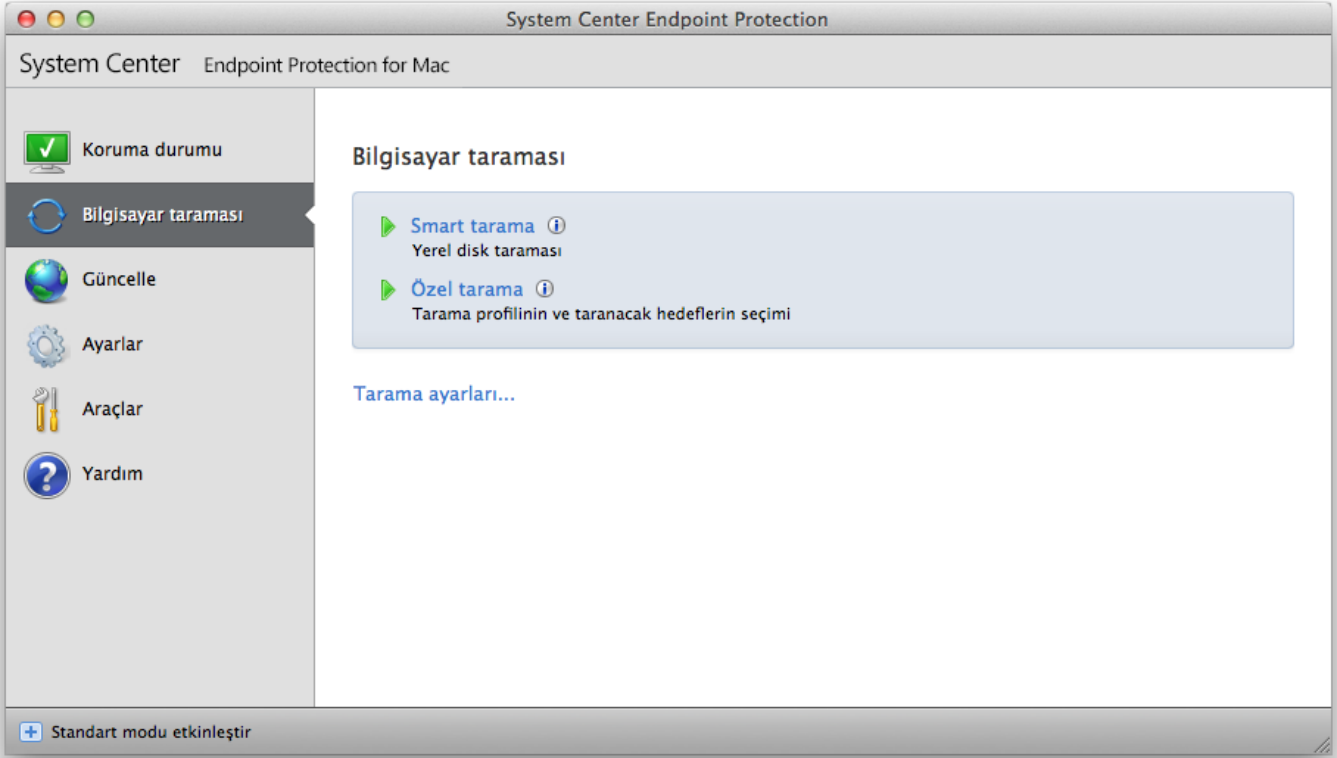 System Center Endpoint Protection
System Center Endpoint Protection for Mac
Koruma durumu
Bilgisayar taraması
Güncelle
Ayarlar
Araçlar
Yardım
Bilgisayar taraması
Smart tarama
Yerel disk taraması
Özel tarama
Tarama profilinin ve taranacak hedeflerin seçimi
Tarama ayarları...
Standart modu etkinleştir